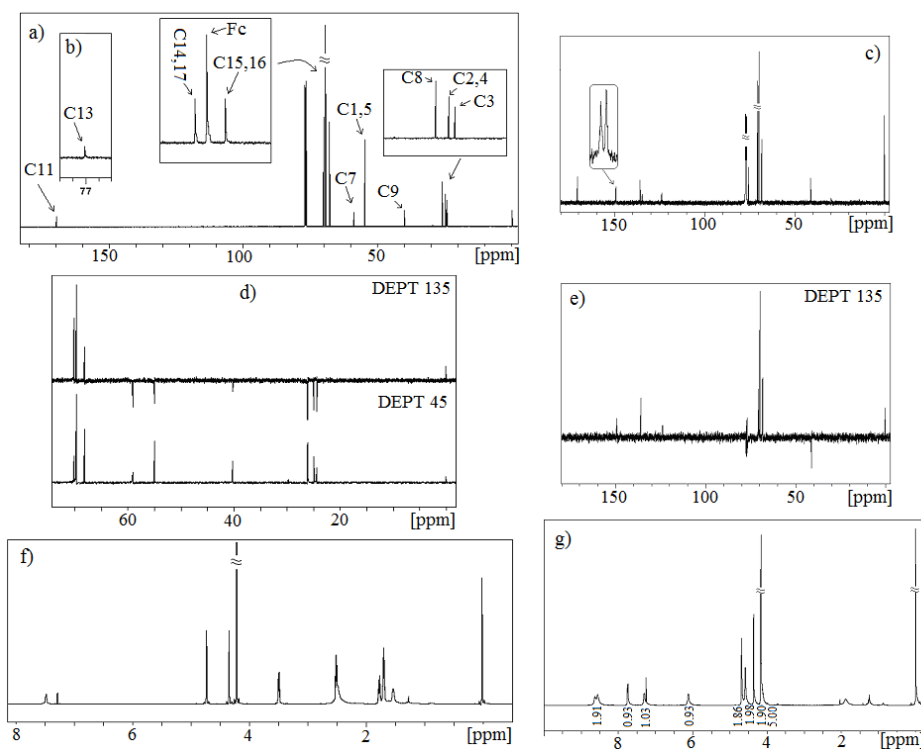 a)
b)
C13
77
C11
C14,17
Fc
C15,16
C1,5
C7
C9
C8
C2,4
C3
150 100 50 [ppm]
c)
150 100 50 [ppm]
d)
DEPT 135
DEPT 45
60 40 20 [ppm]
e)
DEPT 135
150 100 50 [ppm]
f)
8 6 4 2 [ppm]
g)
1.91 0.93 1.03 0.93 1.86 1.98 1.90 5.00
8 6 4 2 [ppm]